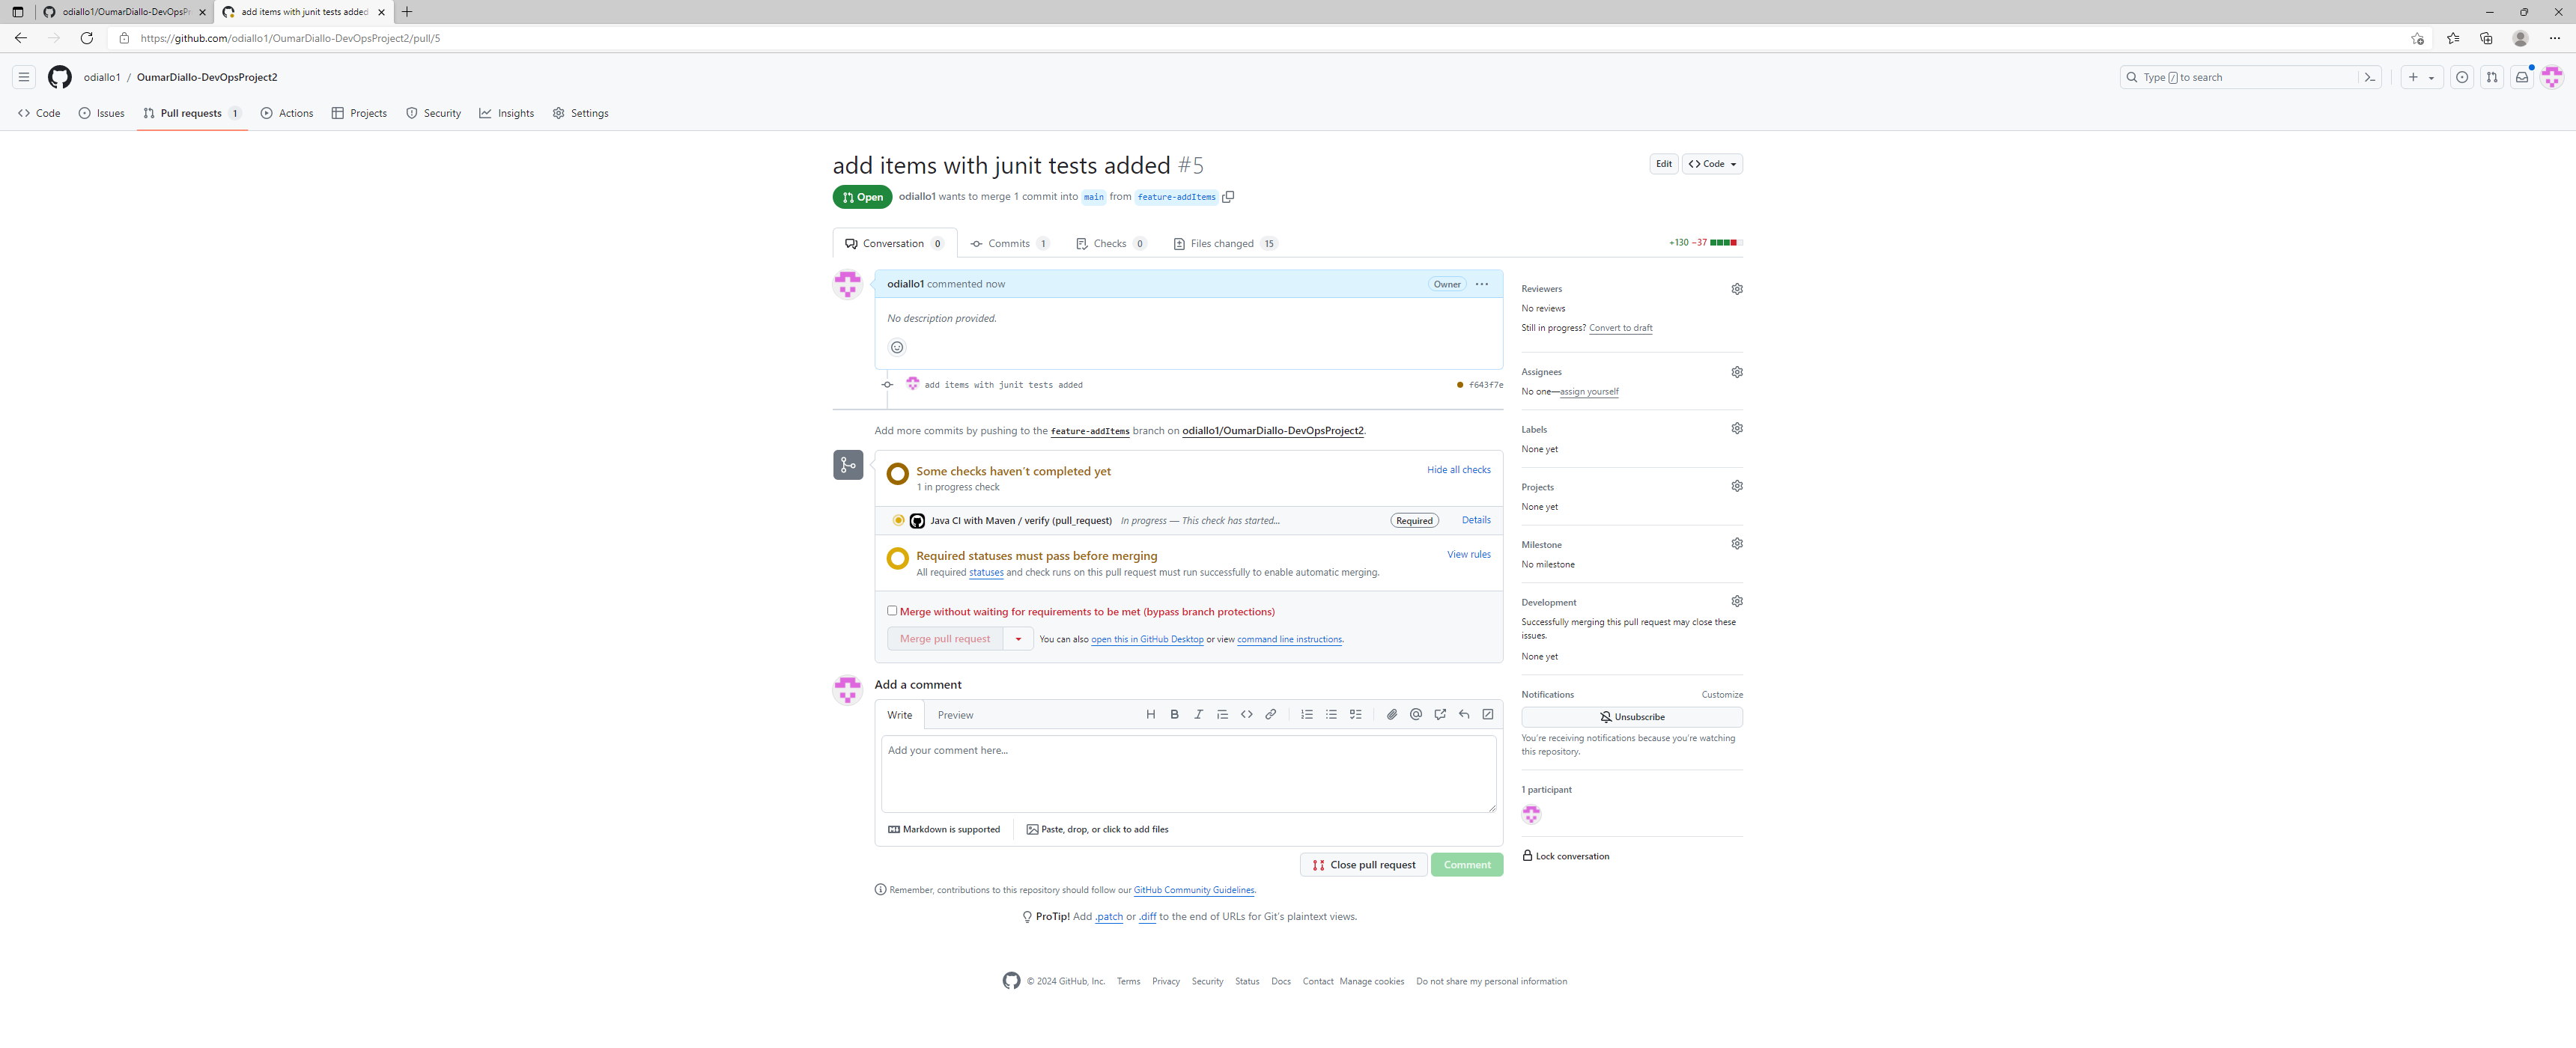 odiallo1/OumarDiallo-DevOpsPr
add items with junit tests added
https://github.com/odiallo1/OumarDiallo-DevOpsProject2/pull/5
odiallo1 / OumarDiallo-DevOpsProject2
Type / to search
Code Issues Pull requests 1 Actions Projects Security Insights Settings
add items with junit tests added #5
Edit <> Code
Open odiallo1 wants to merge 1 commit into main from feature-addItems
Conversation 0 Commits 1 Checks 0 Files changed 15 +130 −37
odiallo1 commented now Owner ...
No description provided.
add items with junit tests added f643f7e
Add more commits by pushing to the feature-addItems branch on odiallo1/OumarDiallo-DevOpsProject2.
Some checks haven't completed yet Hide all checks
1 in progress check
Java CI with Maven / verify (pull_request) In progress — This check has started... Required Details
Required statuses must pass before merging View rules
All required statuses and check runs on this pull request must run successfully to enable automatic merging.
Merge without waiting for requirements to be met (bypass branch protections)
Merge pull request You can also open this in GitHub Desktop or view command line instructions.
Add a comment
Write Preview H B I
Add your comment here...
Markdown is supported Paste, drop, or click to add files
Close pull request Comment
Remember, contributions to this repository should follow our GitHub Community Guidelines.
ProTip! Add .patch or .diff to the end of URLs for Git's plaintext views.
Reviewers
No reviews
Still in progress? Convert to draft
Assignees
No one—assign yourself
Labels
None yet
Projects
None yet
Milestone
No milestone
Development
Successfully merging this pull request may close these
issues.
None yet
Notifications Customize
Unsubscribe
You're receiving notifications because you're watching
this repository.
1 participant
Lock conversation
© 2024 GitHub, Inc. Terms Privacy Security Status Docs Contact Manage cookies Do not share my personal information